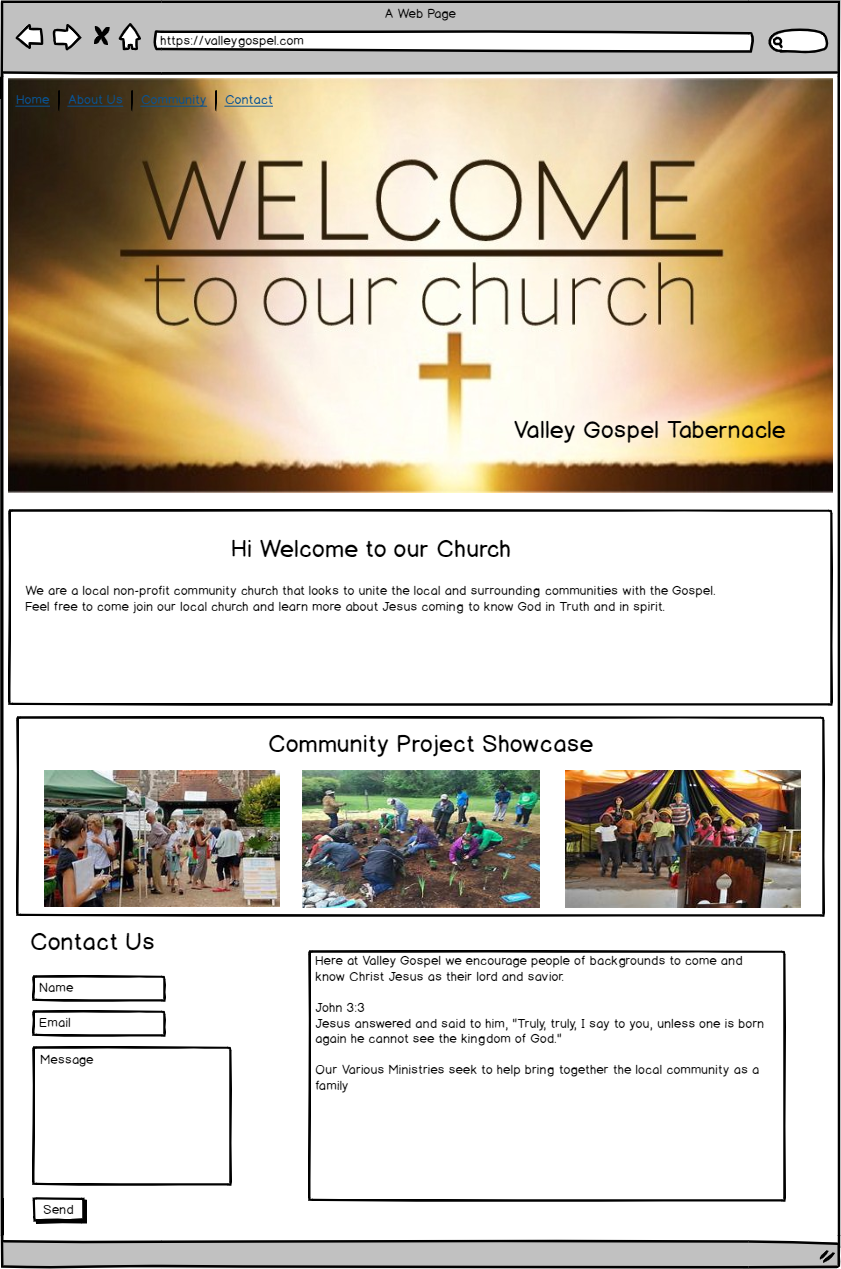 A Web Page
https://valleygospel.com
Home About Us Community Contact
WELCOME
to our church
Valley Gospel Tabernacle
Hi Welcome to our Church
We are a local non-profit community church that looks to unite the local and surrounding communities with the Gospel.
Feel free to come join our local church and learn more about Jesus coming to know God in Truth and in spirit.
Community Project Showcase
Contact Us
Name
Email
Message
Send
Here at Valley Gospel we encourage people of backgrounds to come and
know Christ Jesus as their lord and savior.
John 3:3
Jesus answered and said to him, "Truly, truly, I say to you, unless one is born
again he cannot see the kingdom of God."
Our Various Ministries seek to help bring together the local community as a
family